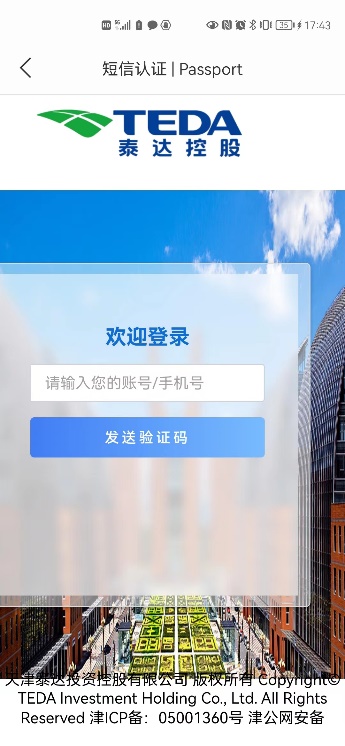 HD 5G 35 17:43
短信认证 | Passport
TEDA
泰达控股
欢迎登录
请输入您的账号/手机号
发送验证码
天津泰达投资控股有限公司 版权所有 Copyright©
TEDA Investment Holding Co., Ltd. All Rights
Reserved 津ICP备：05001360号 津公网安备